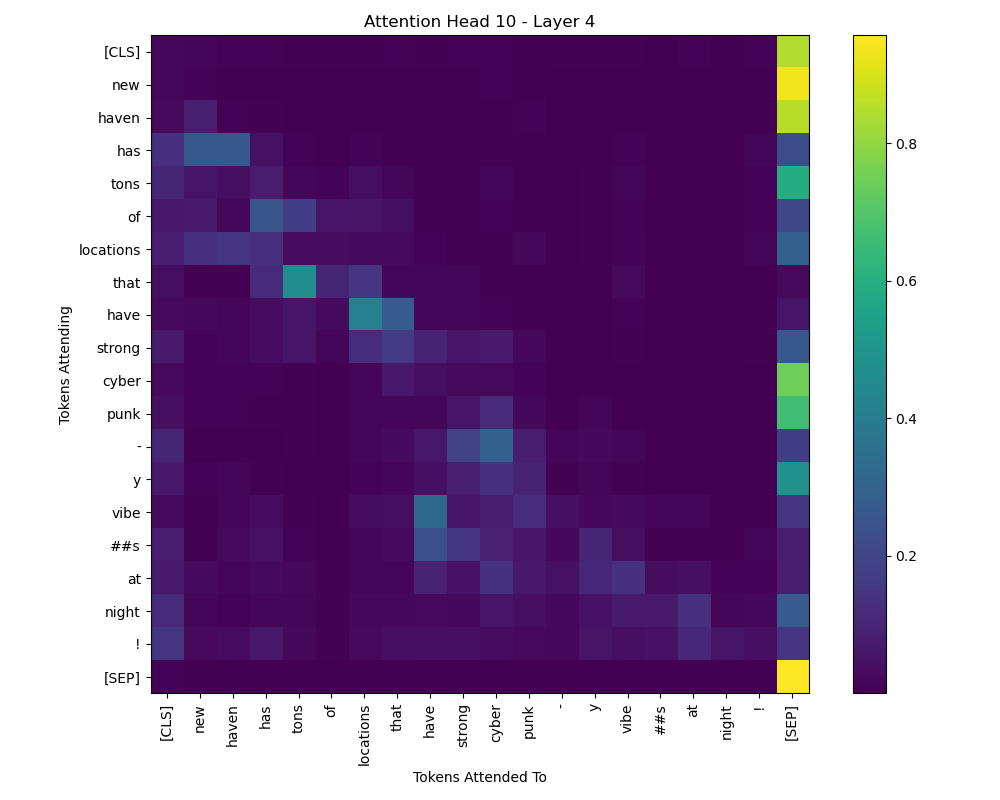 Attention Head 10 - Layer 4
Tokens Attending
[CLS]
new
haven
has
tons
of
locations
that
have
strong
cyber
punk
-
y
vibe
##s
at
night
!
[SEP]
[CLS] new haven has tons of locations that have strong cyber punk - y vibe ##s at night ! [SEP]
Tokens Attended To
0.8
0.6
0.4
0.2